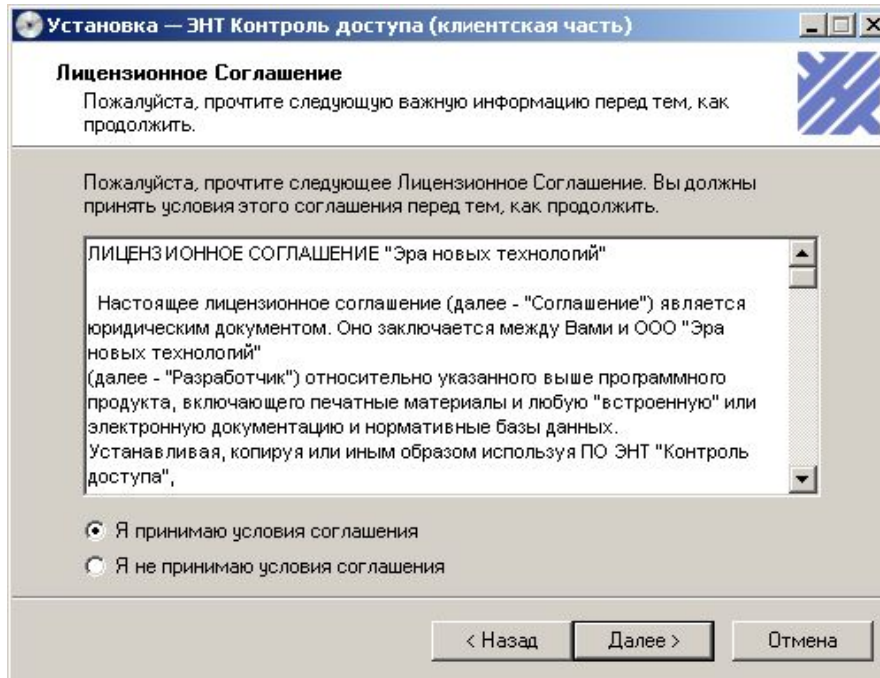 Установка — ЭНТ Контроль доступа (клиентская часть)
Лицензионное Соглашение
Пожалуйста, прочтите следующую важную информацию перед тем, как
продолжить.
Пожалуйста, прочтите следующее Лицензионное Соглашение. Вы должны
принять условия этого соглашения перед тем, как продолжить.
ЛИЦЕНЗИОННОЕ СОГЛАШЕНИЕ "Эра новых технологий"
Настоящее лицензионное соглашение (далее - "Соглашение") является
юридическим документом. Оно заключается между Вами и ООО "Эра
новых технологий"
(далее - "Разработчик") относительно указанного выше программного
продукта, включающего печатные материалы и любую "встроенную" или
электронную документацию и нормативные базы данных.
Устанавливая, копируя или иным образом используя ПО ЭНТ "Контроль
доступа",
Я принимаю условия соглашения
Я не принимаю условия соглашения
< Назад
Далее >
Отмена